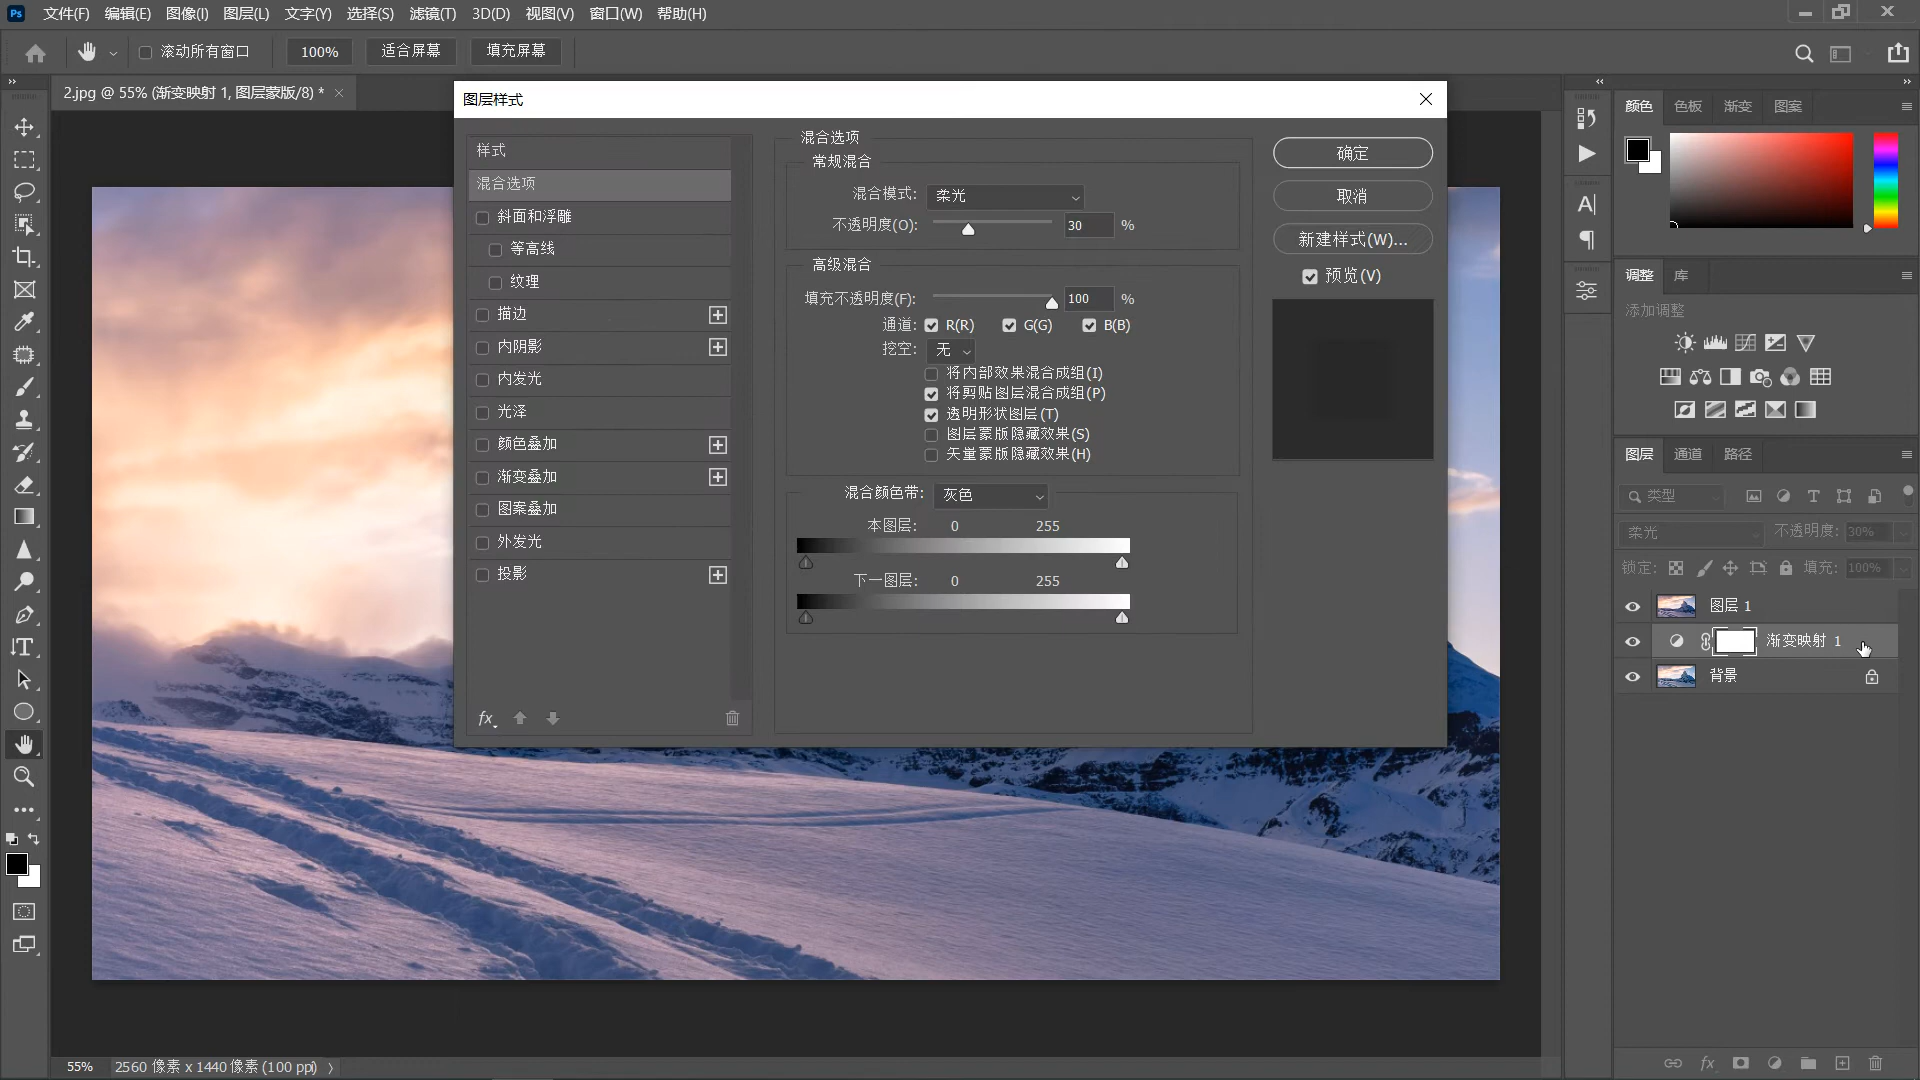 Ps 文件(F) 编辑(E) 图像(I) 图层(L) 文字(Y) 选择(S) 滤镜(T) 3D(D) 视图(V) 窗口(W) 帮助(H)
滚动所有窗口 100% 适合屏幕 填充屏幕
2.jpg @ 55% (渐变映射 1, 图层蒙版/8) *
图层样式
样式
混合选项
斜面和浮雕
等高线
纹理
描边
内阴影
内发光
光泽
颜色叠加
渐变叠加
图案叠加
外发光
投影
fx
混合选项
常规混合
混合模式: 柔光
不透明度(O): 30 %
高级混合
填充不透明度(F): 100 %
通道: R(R) G(G) B(B)
挖空: 无
将内部效果混合成组(I)
将剪贴图层混合成组(P)
透明形状图层(T)
图层蒙版隐藏效果(S)
矢量蒙版隐藏效果(H)
混合颜色带: 灰色
本图层: 0 255
下一图层: 0 255
确定
取消
新建样式(W)...
预览(V)
颜色 色板 渐变 图案
调整 库
添加调整
图层 通道 路径
类型
柔光 不透明度: 30%
锁定: 填充: 100%
图层 1
渐变映射 1
背景
fx
55% 2560 像素 x 1440 像素 (100 ppi)